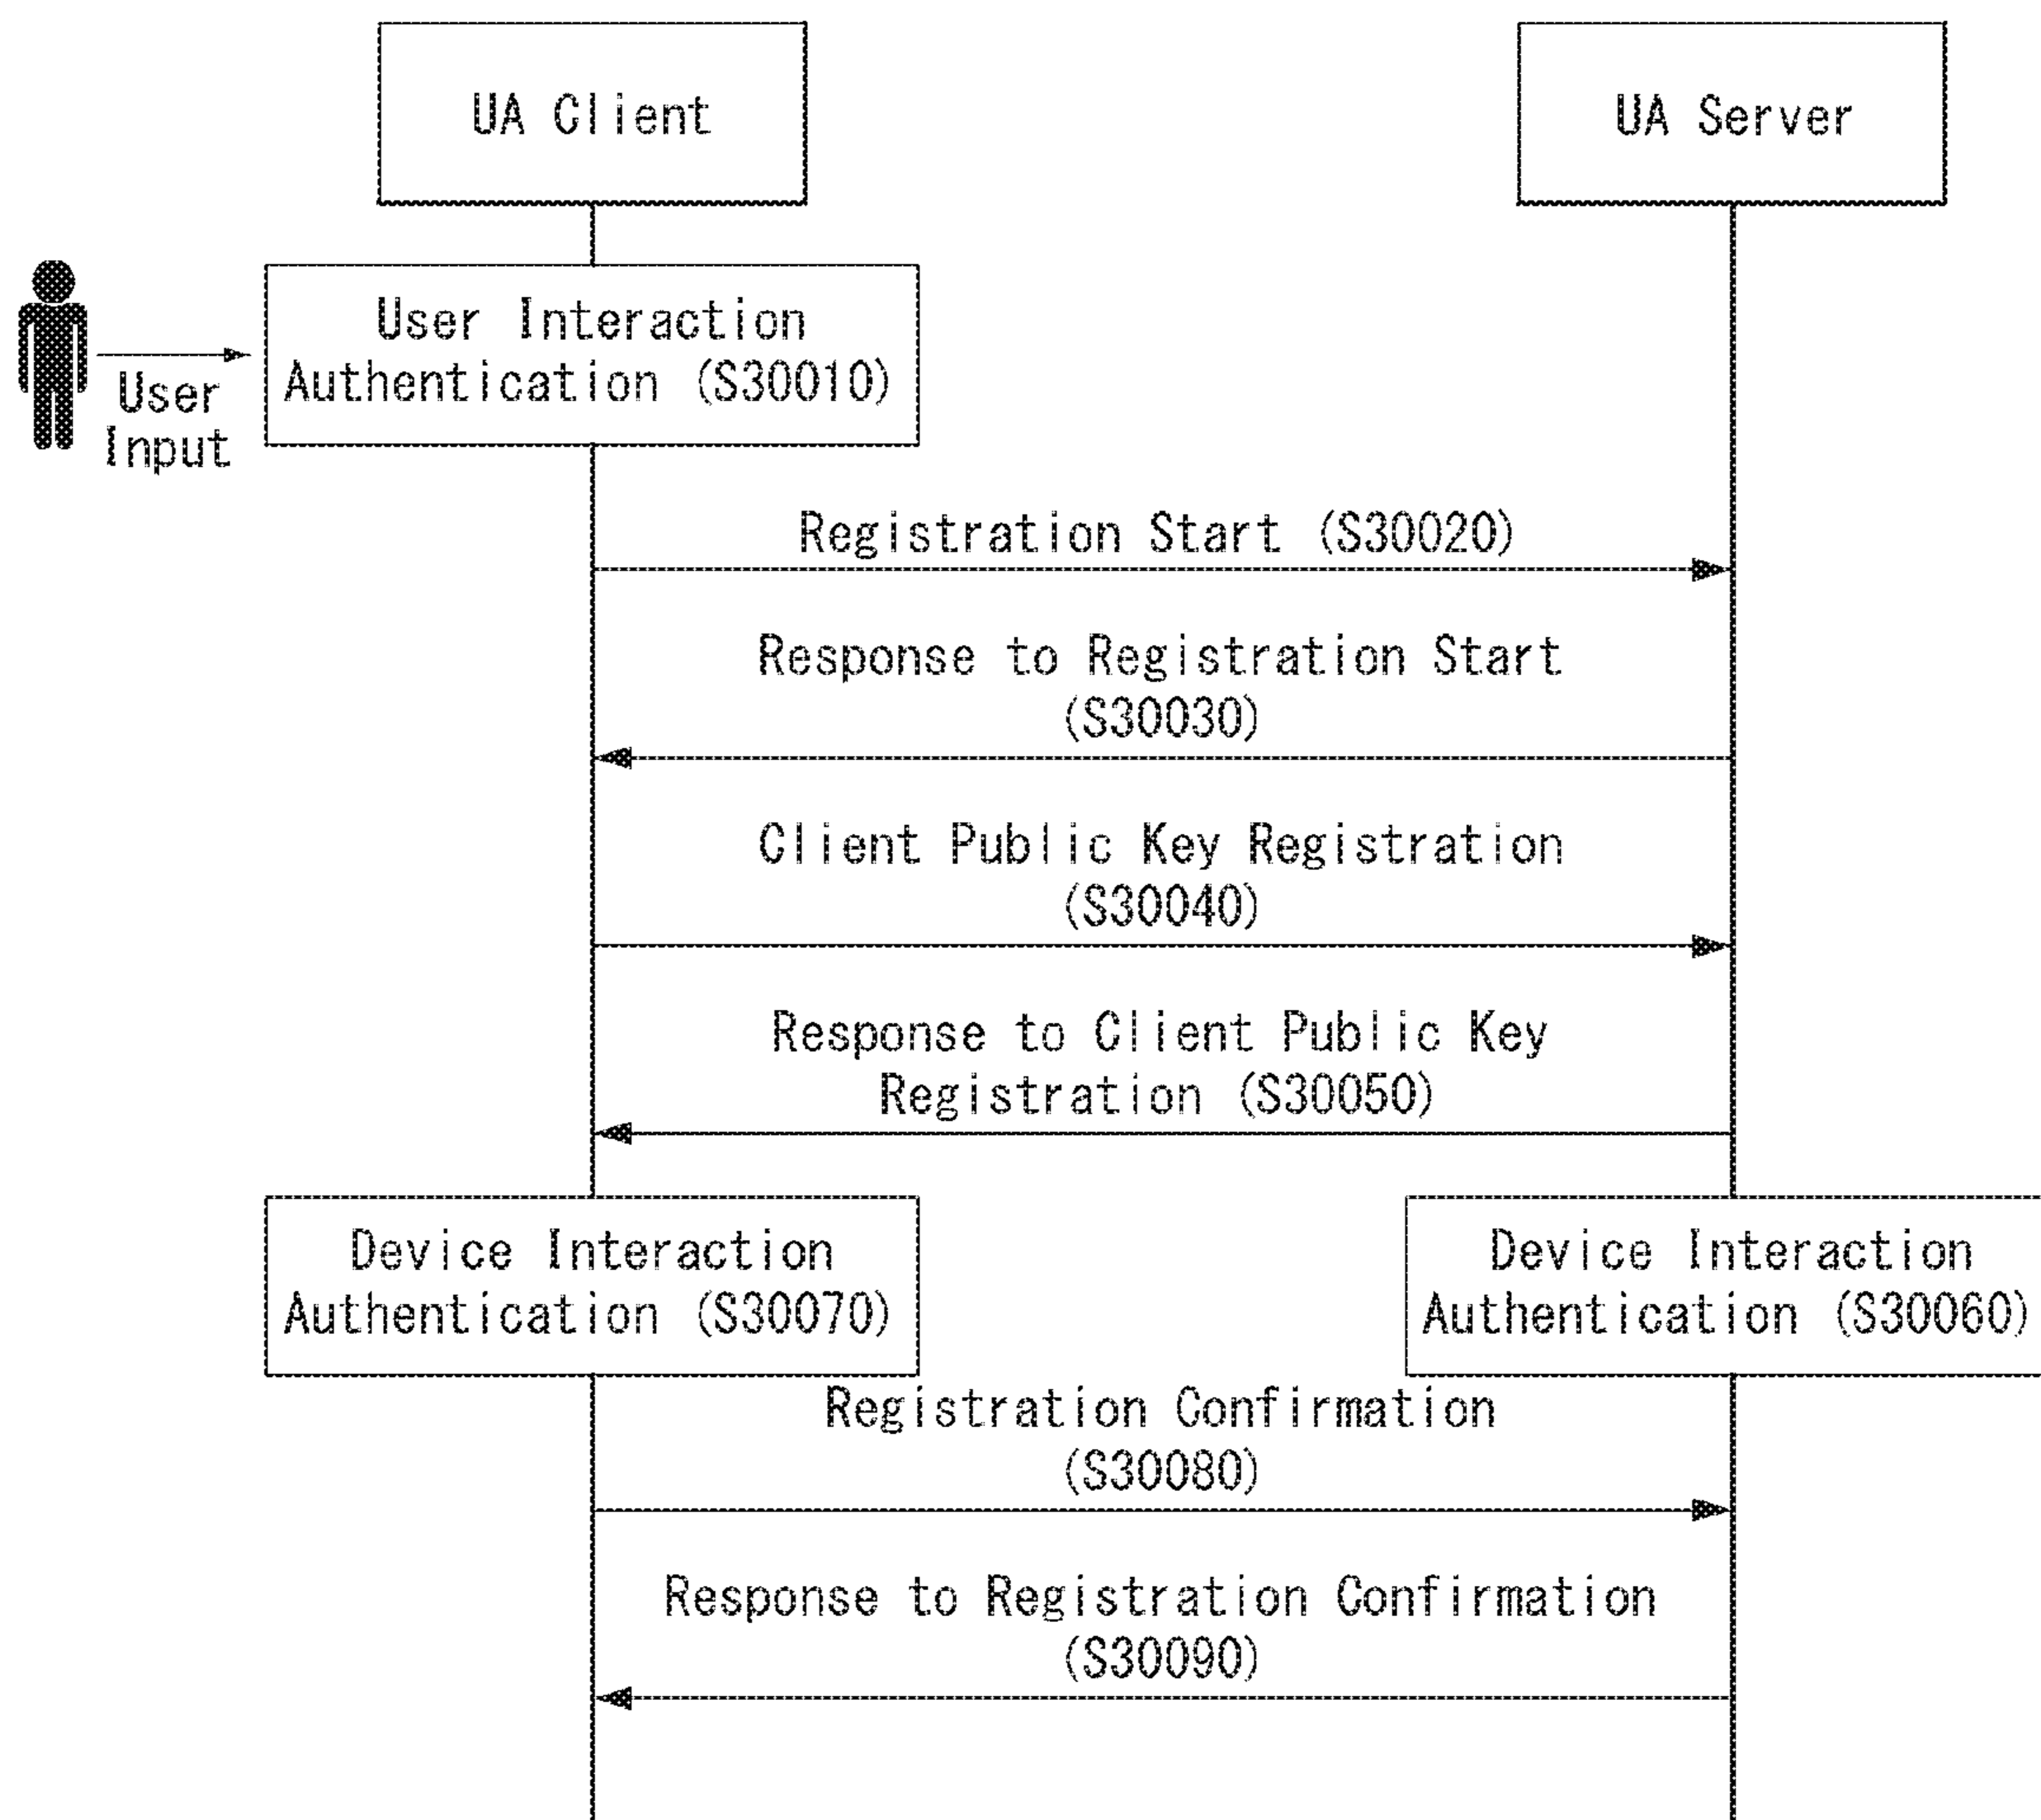 UA Client
UA Server
User Interaction
Authentication (S30010)
User
Input
Registration Start (S30020)
Response to Registration Start
(S30030)
Client Public Key Registration
(S30040)
Response to Client Public Key
Registration (S30050)
Device Interaction
Authentication (S30070)
Device Interaction
Authentication (S30060)
Registration Confirmation
(S30080)
Response to Registration Confirmation
(S30090)